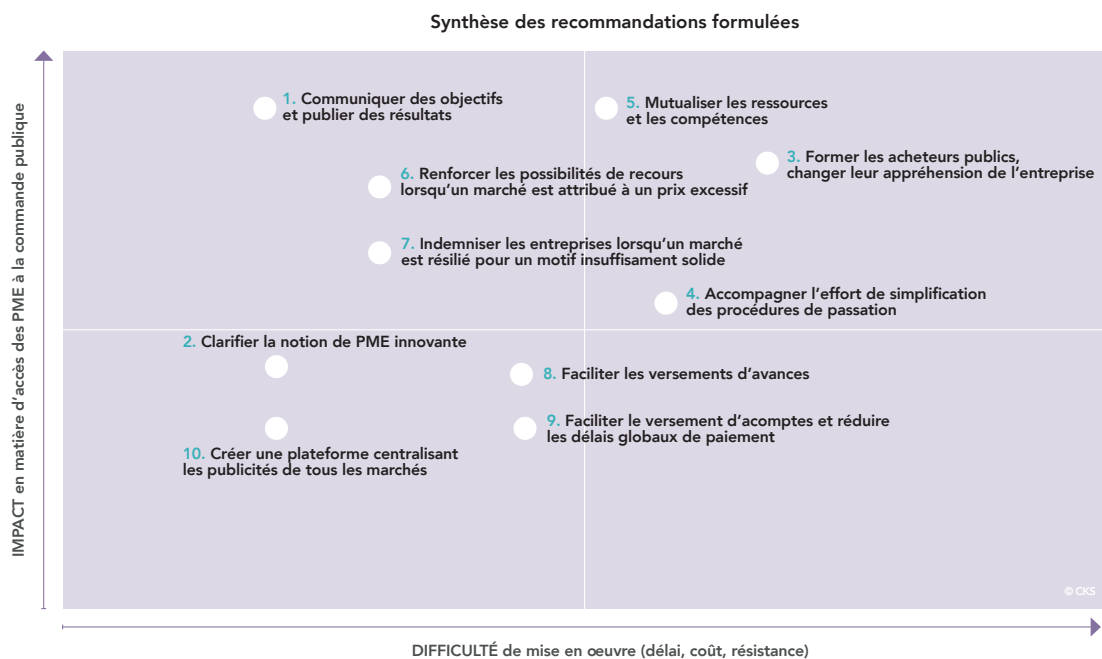 Synthèse des recommandations formulées
IMPACT en matière d'accès des PME à la commande publique
1. Communiquer des objectifs
et publier des résultats
5. Mutualiser les ressources
et les compétences
3. Former les acheteurs publics,
changer leur appréhension de l'entreprise
6. Renforcer les possibilités de recours
lorsqu'un marché est attribué à un prix excessif
7. Indemniser les entreprises lorsqu'un marché
est résilié pour un motif insuffisament solide
4. Accompagner l'effort de simplification
des procédures de passation
2. Clarifier la notion de PME innovante
8. Faciliter les versements d'avances
9. Faciliter le versement d'acomptes et réduire
les délais globaux de paiement
10. Créer une plateforme centralisant
les publicités de tous les marchés
© CKS
DIFFICULTÉ de mise en œuvre (délai, coût, résistance)